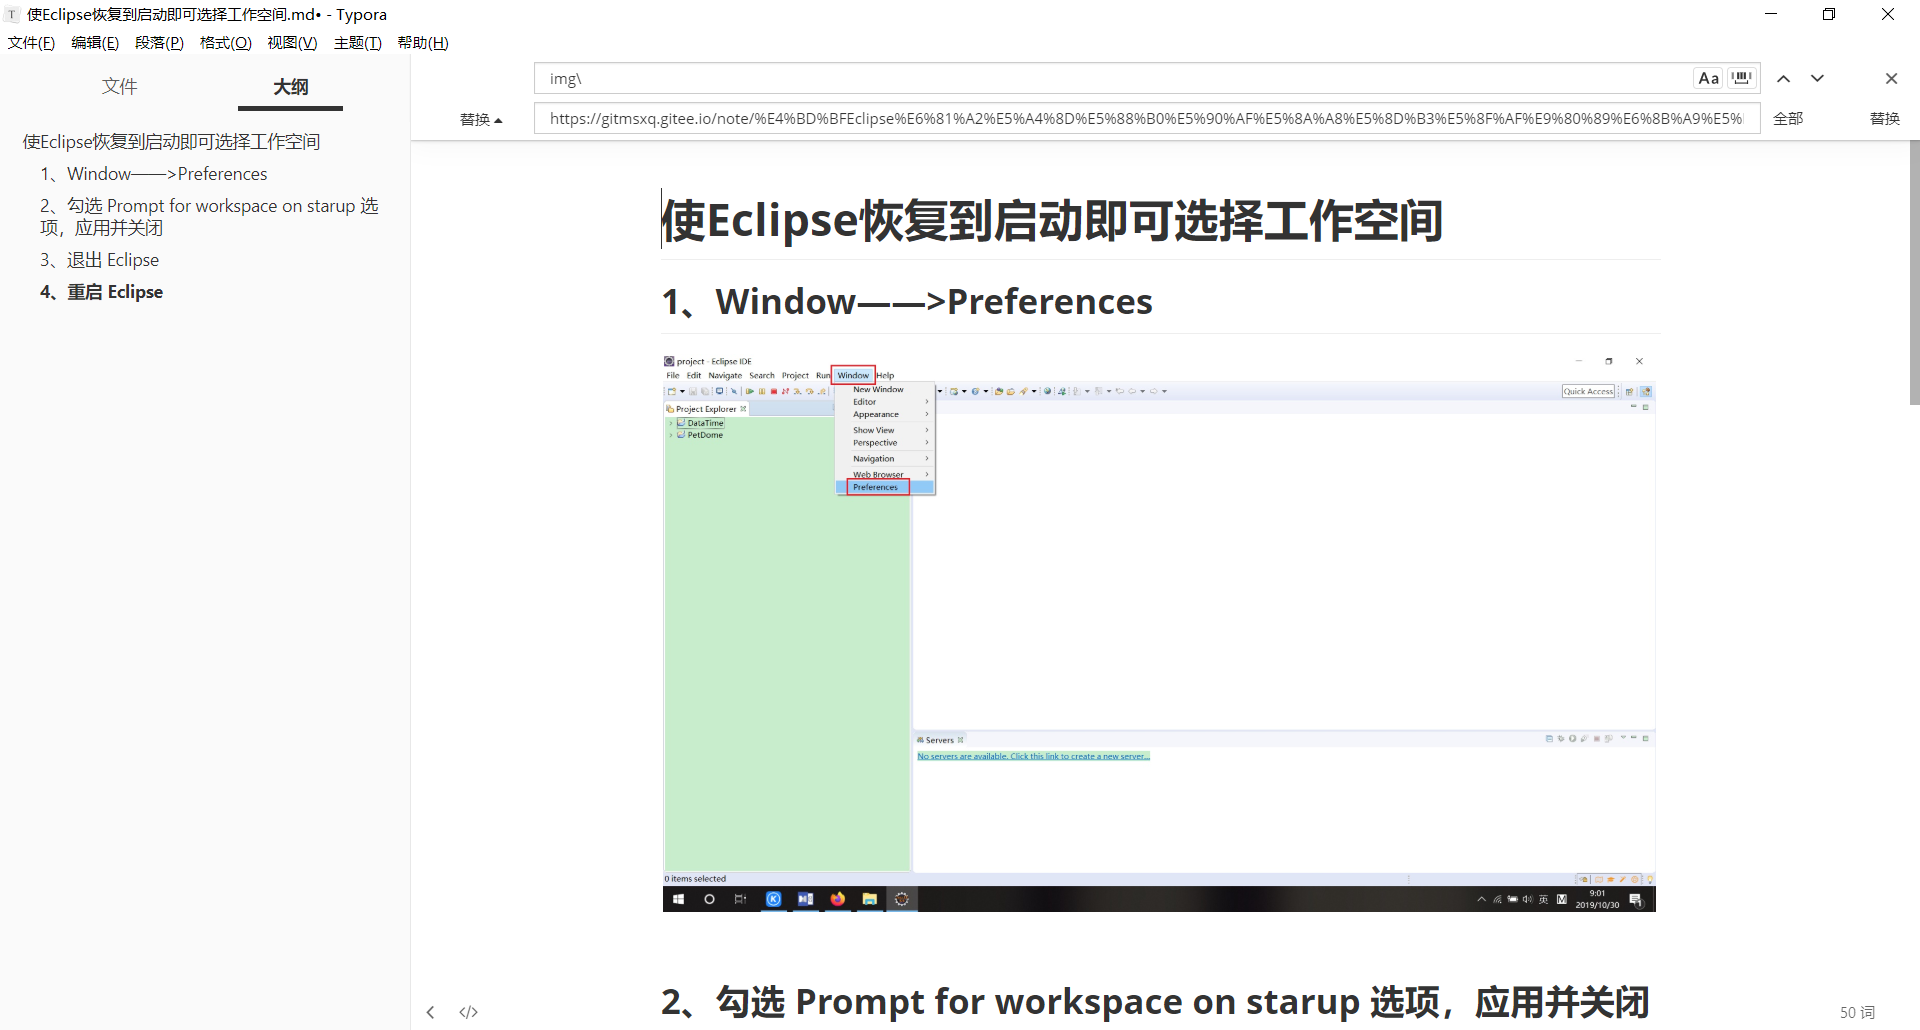 使Eclipse恢复到启动即可选择工作空间.md• - Typora
文件(F) 编辑(E) 段落(P) 格式(O) 视图(V) 主题(T) 帮助(H)
文件 大纲
使Eclipse恢复到启动即可选择工作空间
1、Window——>Preferences
2、勾选 Prompt for workspace on starup 选
项，应用并关闭
3、退出 Eclipse
4、重启 Eclipse
img\
Aa
替换
https://gitmsxq.gitee.io/note/%E4%BD%BFEclipse%E6%81%A2%E5%A4%8D%E5%88%B0%E5%90%AF%E5%8A%A8%E5%8D%B3%E5%8F%AF%E9%80%89%E6%8B%A9%E5%
全部 替换
使Eclipse恢复到启动即可选择工作空间
1、Window——>Preferences
project - Eclipse IDE
File Edit Navigate Search Project Run Window Help
Quick Access
New Window
Editor
Appearance
Show View
Perspective
Navigation
Web Browser
Preferences
Project Explorer
DataTime
PetDome
Servers
No servers are available. Click this link to create a new server...
0 items selected
英 M
9:01
2019/10/30
2、勾选 Prompt for workspace on starup 选项，应用并关闭
50 词